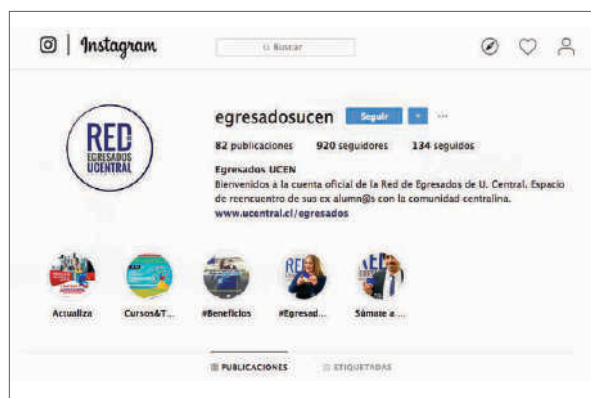 Instagram
Buscar
egresadosucen Seguir
82 publicaciones 920 seguidores 134 seguidos
Egresados UCEN
Bienvenidos a la cuenta oficial de la Red de Egresados de U. Central. Espacio
de reencuentro de sus ex alumn@s con la comunidad centralina.
www.ucentral.cl/egresados
RED
EGRESADOS
UCENTRAL
Actualiza Cursos&T... #Beneficios #Egresad... Súmate a ...
PUBLICACIONES ETIQUETADAS